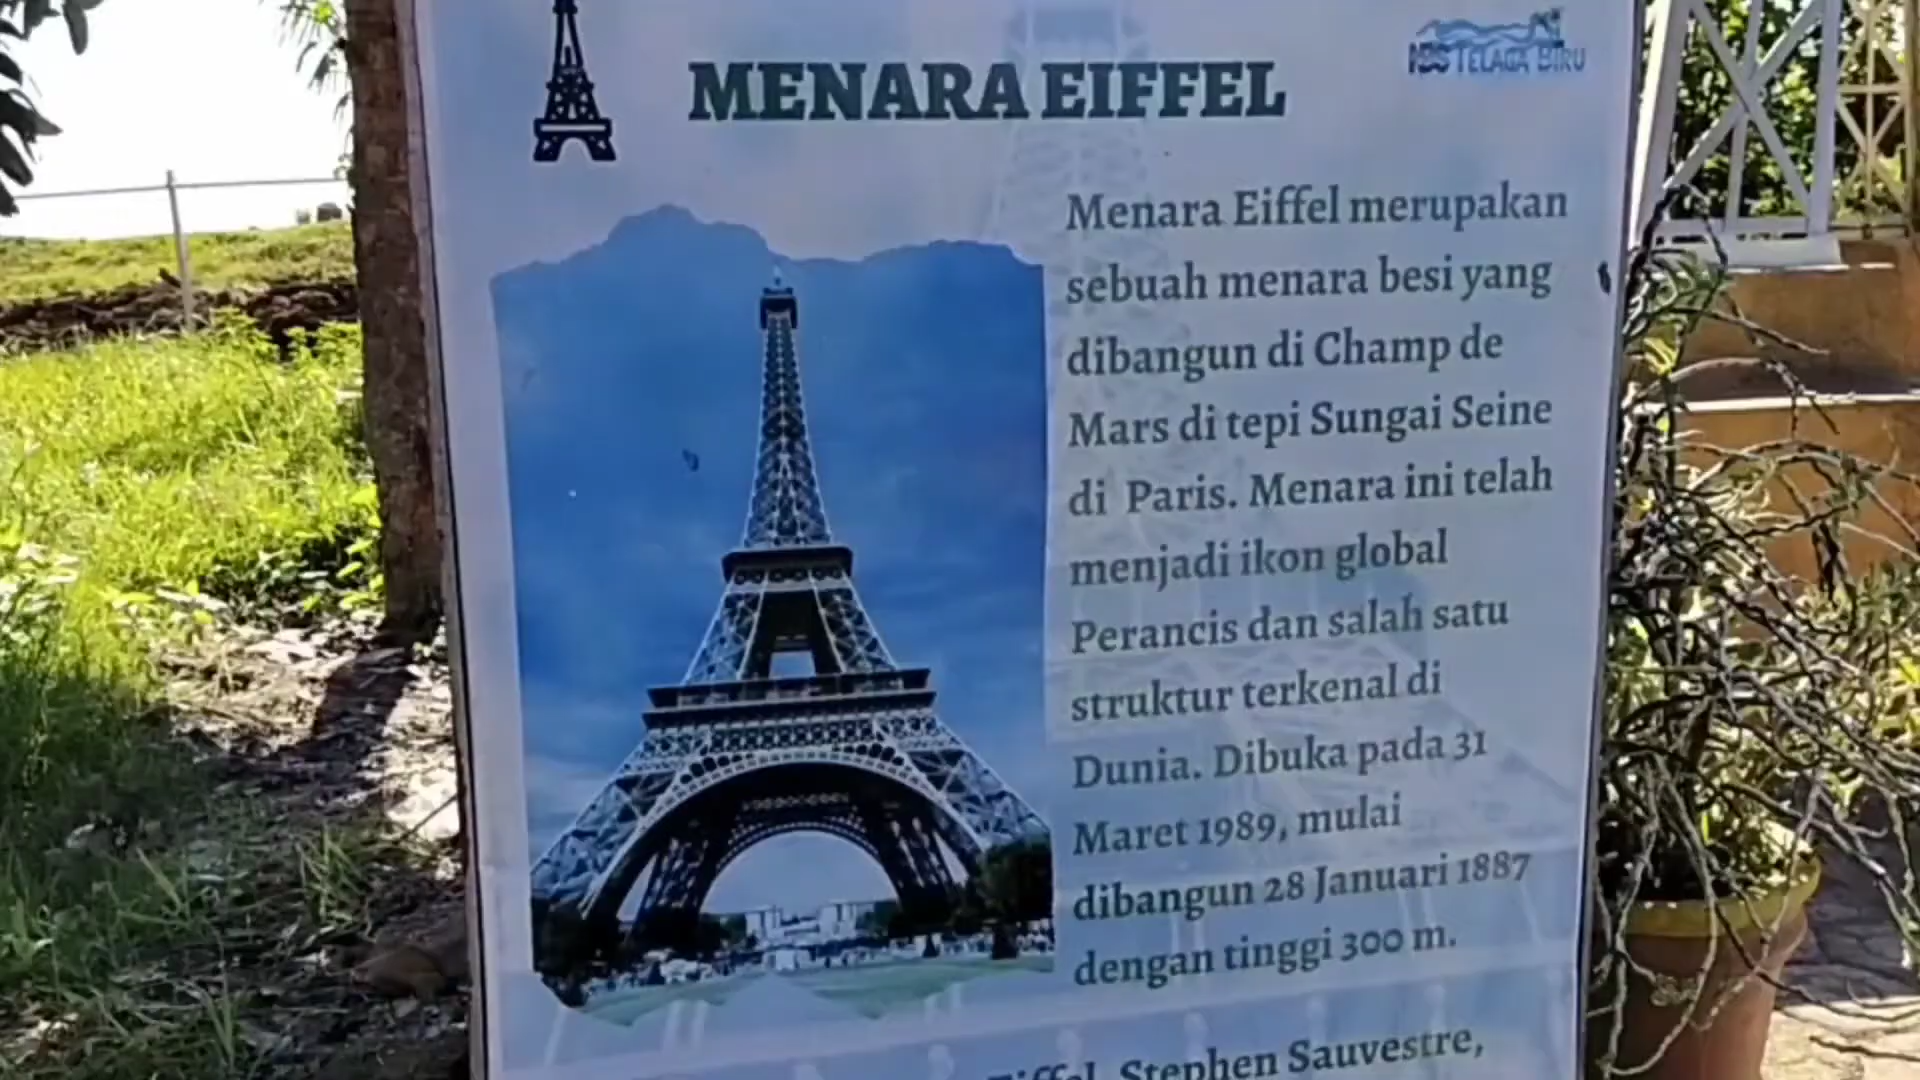 MENARA EIFFEL
TELAGA BIRU
Menara Eiffel merupakan
sebuah menara besi yang
dibangun di Champ de
Mars di tepi Sungai Seine
di Paris. Menara ini telah
menjadi ikon global
Perancis dan salah satu
struktur terkenal di
Dunia. Dibuka pada 31
Maret 1989, mulai
dibangun 28 Januari 1887
dengan tinggi 300 m.
Eiffel, Stephen Sauvestre,